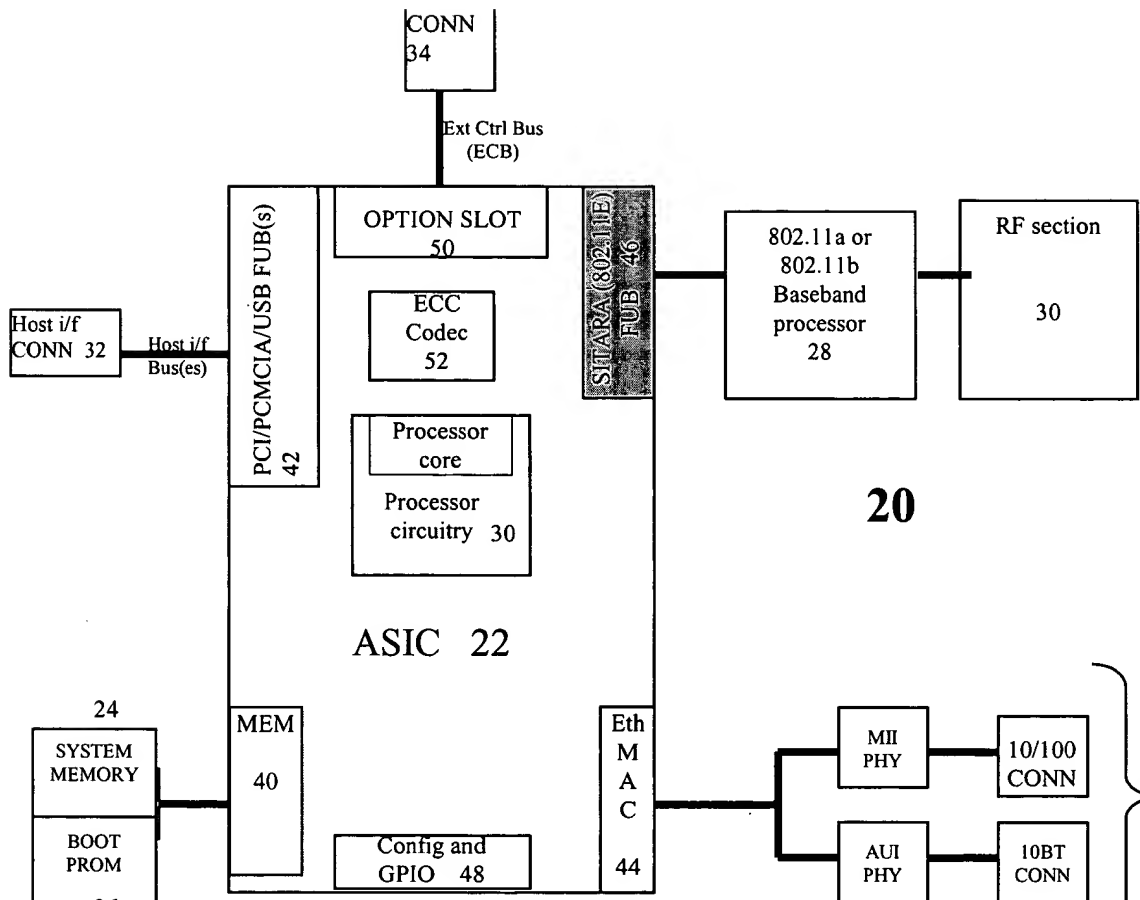 CONN
34
Ext Ctrl Bus
(ECB)
OPTION SLOT
50
PCI/PCMCIA/USB FUB(s)
42
SITARA (802.11E)
FUB 46
802.11a or
802.11b
Baseband
processor
28
RF section
30
ECC
Codec
52
Host i/f
CONN 32
Host i/f
Bus(es)
Processor
core
Processor
circuitry 30
20
ASIC 22
24
SYSTEM
MEMORY
BOOT
PROM
MEM
40
Config and
GPIO 48
Eth
M
A
C
44
MII
PHY
10/100
CONN
AUI
PHY
10BT
CONN